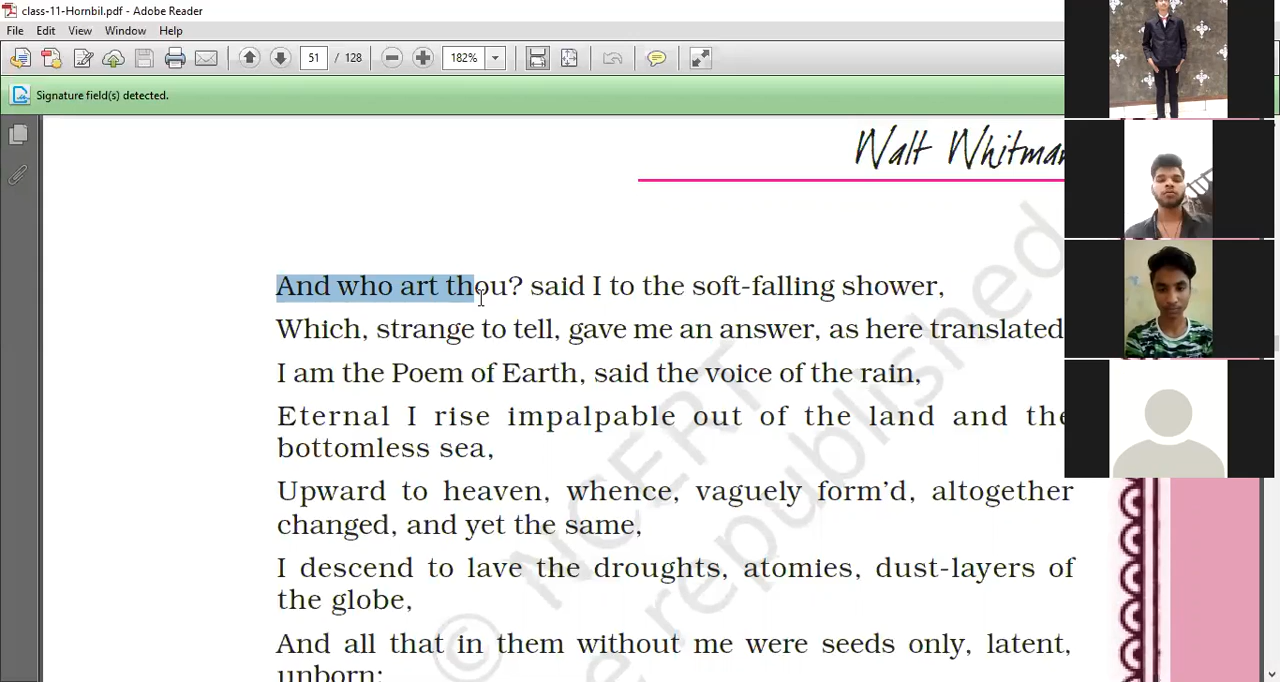 class-11-Hornbil.pdf - Adobe Reader
File Edit View Window Help
51 / 128 182%
Signature field(s) detected.
Walt Whitman
And who art thou? said I to the soft-falling shower,
Which, strange to tell, gave me an answer, as here translated
I am the Poem of Earth, said the voice of the rain,
Eternal I rise impalpable out of the land and the
bottomless sea,
Upward to heaven, whence, vaguely form’d, altogether
changed, and yet the same,
I descend to lave the droughts, atomies, dust-layers of
the globe,
And all that in them without me were seeds only, latent,
unborn;
© NCERT
be republished